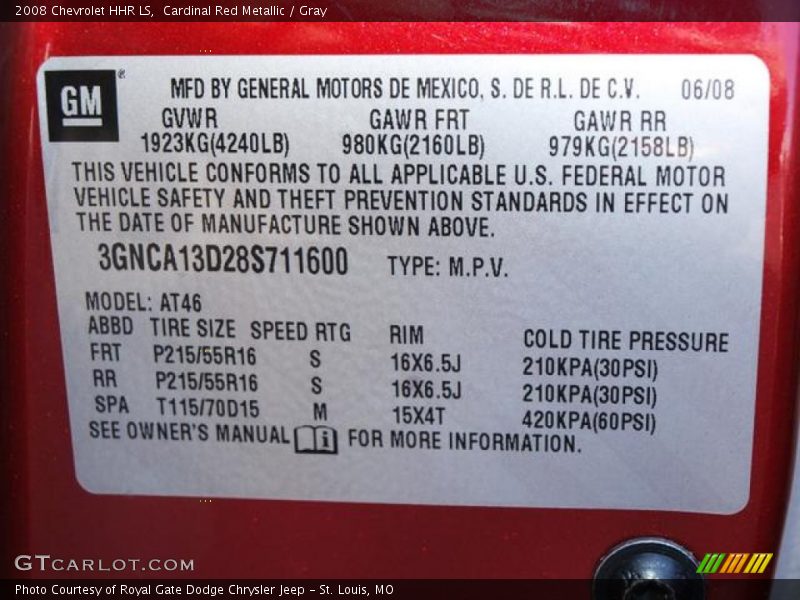 2008 Chevrolet HHR LS,  Cardinal Red Metallic / Gray
GM ®
MFD BY GENERAL MOTORS DE MEXICO, S. DE R.L. DE C.V. 06/08
GVWR GAWR FRT GAWR RR
1923KG(4240LB) 980KG(2160LB) 979KG(2158LB)
THIS VEHICLE CONFORMS TO ALL APPLICABLE U.S. FEDERAL MOTOR
VEHICLE SAFETY AND THEFT PREVENTION STANDARDS IN EFFECT ON
THE DATE OF MANUFACTURE SHOWN ABOVE.
3GNCA13D28S711600 TYPE: M.P.V.
MODEL: AT46
ABBD TIRE SIZE SPEED RTG RIM COLD TIRE PRESSURE
FRT P215/55R16 S 16X6.5J 210KPA(30PSI)
RR P215/55R16 S 16X6.5J 210KPA(30PSI)
SPA T115/70D15 M 15X4T 420KPA(60PSI)
SEE OWNER'S MANUAL i FOR MORE INFORMATION.
GTCARLOT.COM
Photo Courtesy of Royal Gate Dodge Chrysler Jeep - St. Louis, MO